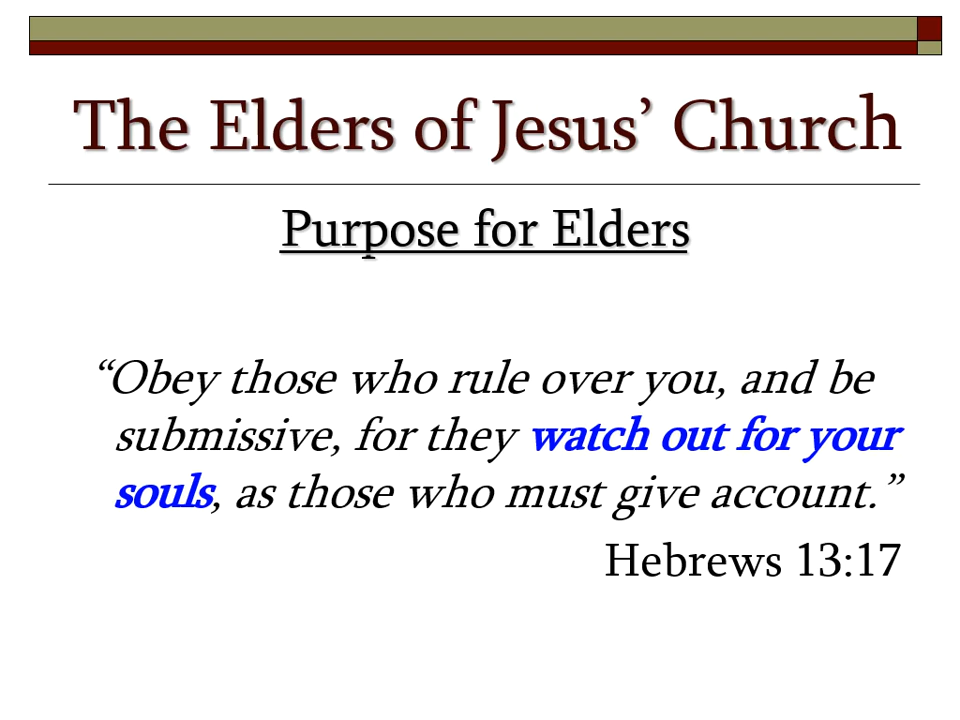 The Elders of Jesus’ Church
Purpose for Elders
“Obey those who rule over you, and be
submissive, for they watch out for your
souls, as those who must give account.”
Hebrews 13:17